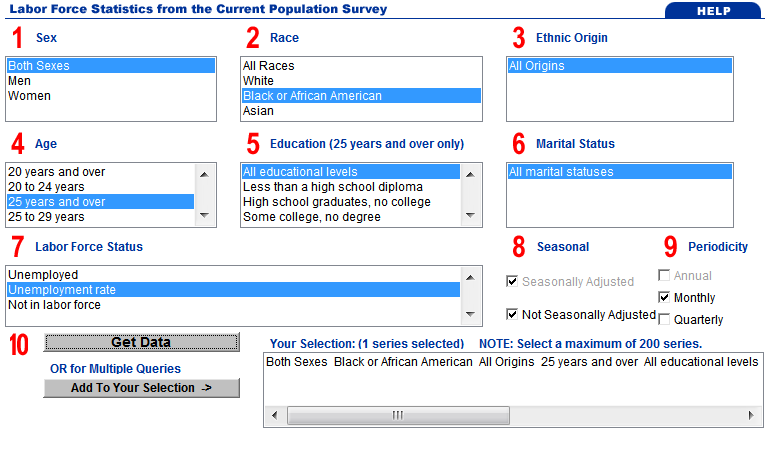 Labor Force Statistics from the Current Population Survey
HELP
1 Sex
Both Sexes
Men
Women
2 Race
All Races
White
Black or African American
Asian
3 Ethnic Origin
All Origins
4 Age
20 years and over
20 to 24 years
25 years and over
25 to 29 years
5 Education (25 years and over only)
All educational levels
Less than a high school diploma
High school graduates, no college
Some college, no degree
6 Marital Status
All marital statuses
7 Labor Force Status
Unemployed
Unemployment rate
Not in labor force
8 Seasonal
Seasonally Adjusted
Not Seasonally Adjusted
9 Periodicity
Annual
Monthly
Quarterly
10 Get Data
OR for Multiple Queries
Add To Your Selection ->
Your Selection: (1 series selected) NOTE: Select a maximum of 200 series.
Both Sexes Black or African American All Origins 25 years and over All educational levels